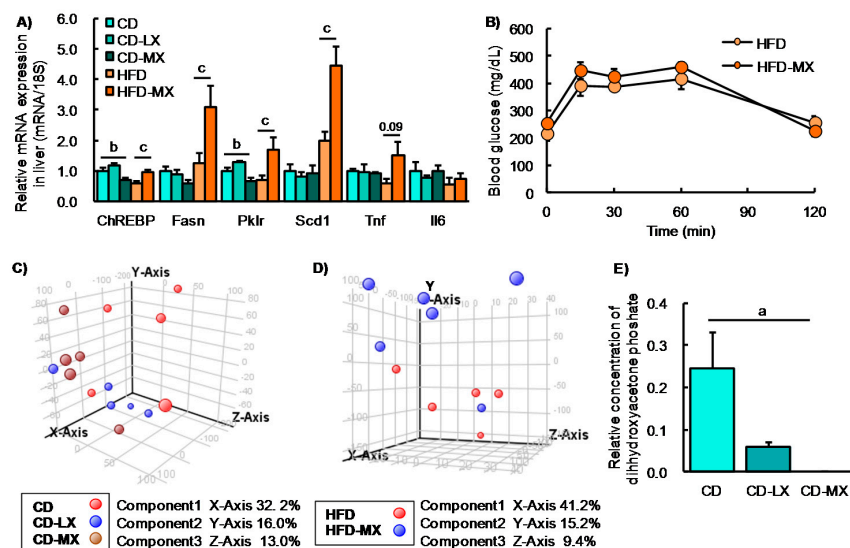 A)
Relative mRNA expression
in liver (mRNA/18S)
6.0
5.0
4.0
3.0
2.0
1.0
0.0
CD
CD-LX
CD-MX
HFD
HFD-MX
b
c
c
b
c
c
0.09
ChREBP Fasn Pklr Scd1 Tnf Il6
B)
Blood glucose (mg/dL)
600
500
400
300
200
100
0
HFD
HFD-MX
0 30 60 90 120
Time (min)
C)
Y-Axis
X-Axis
Z-Axis
CD
CD-LX
CD-MX
Component1 X-Axis 32. 2%
Component2 Y-Axis 16.0%
Component3 Z-Axis 13.0%
D)
Y
-Axis
X-Axis
Z-Axis
HFD
HFD-MX
Component1 X-Axis 41.2%
Component2 Y-Axis 15.2%
Component3 Z-Axis 9.4%
E)
Relative concentration of
dihhydroxyacetone phoshate
0.4
0.3
0.2
0.1
0.0
a
CD CD-LX CD-MX